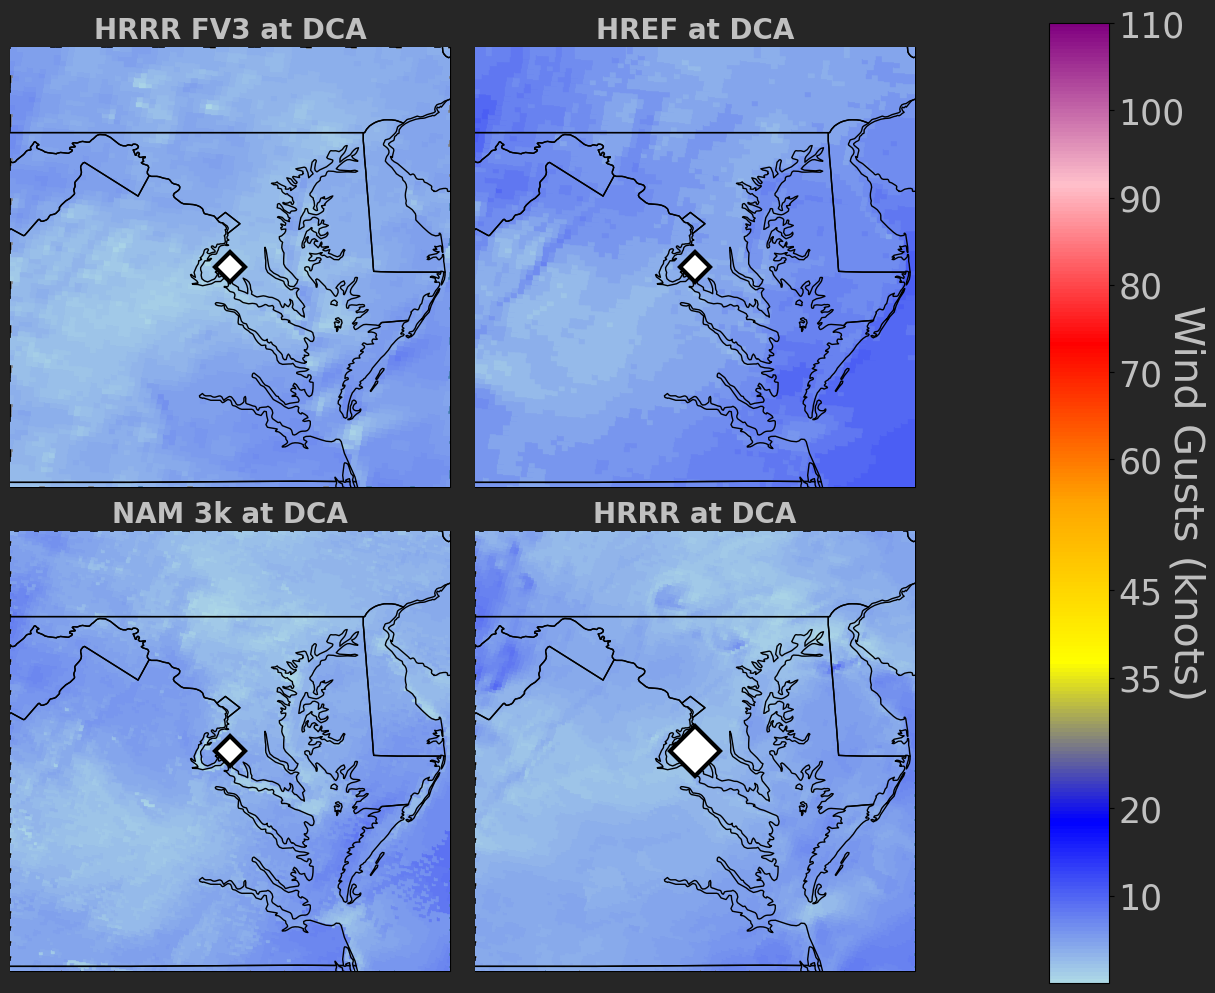 HRRR FV3 at DCA
HREF at DCA
NAM 3k at DCA
HRRR at DCA
110
100
90
80
70
60
45
35
20
10
Wind Gusts (knots)